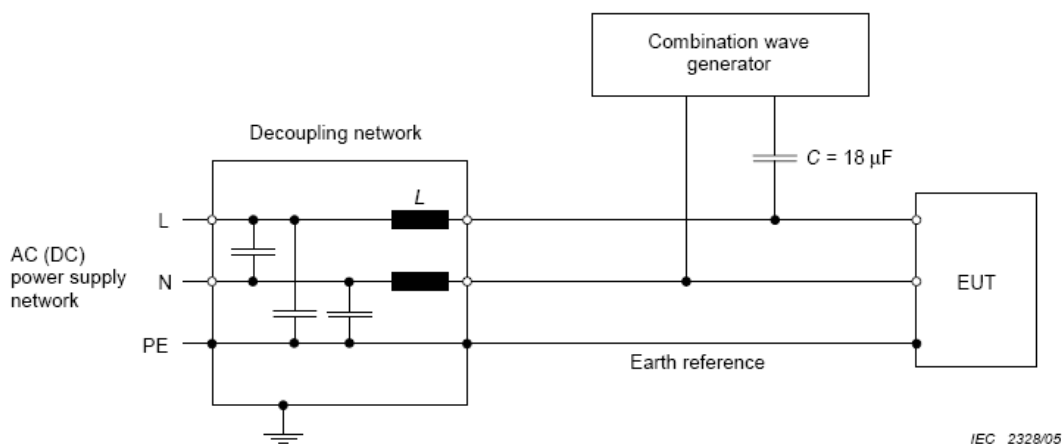 Combination wave
generator
Decoupling network
C = 18 μF
L
L
AC (DC)
power supply
network
N
EUT
PE
Earth reference
IEC 2328/05